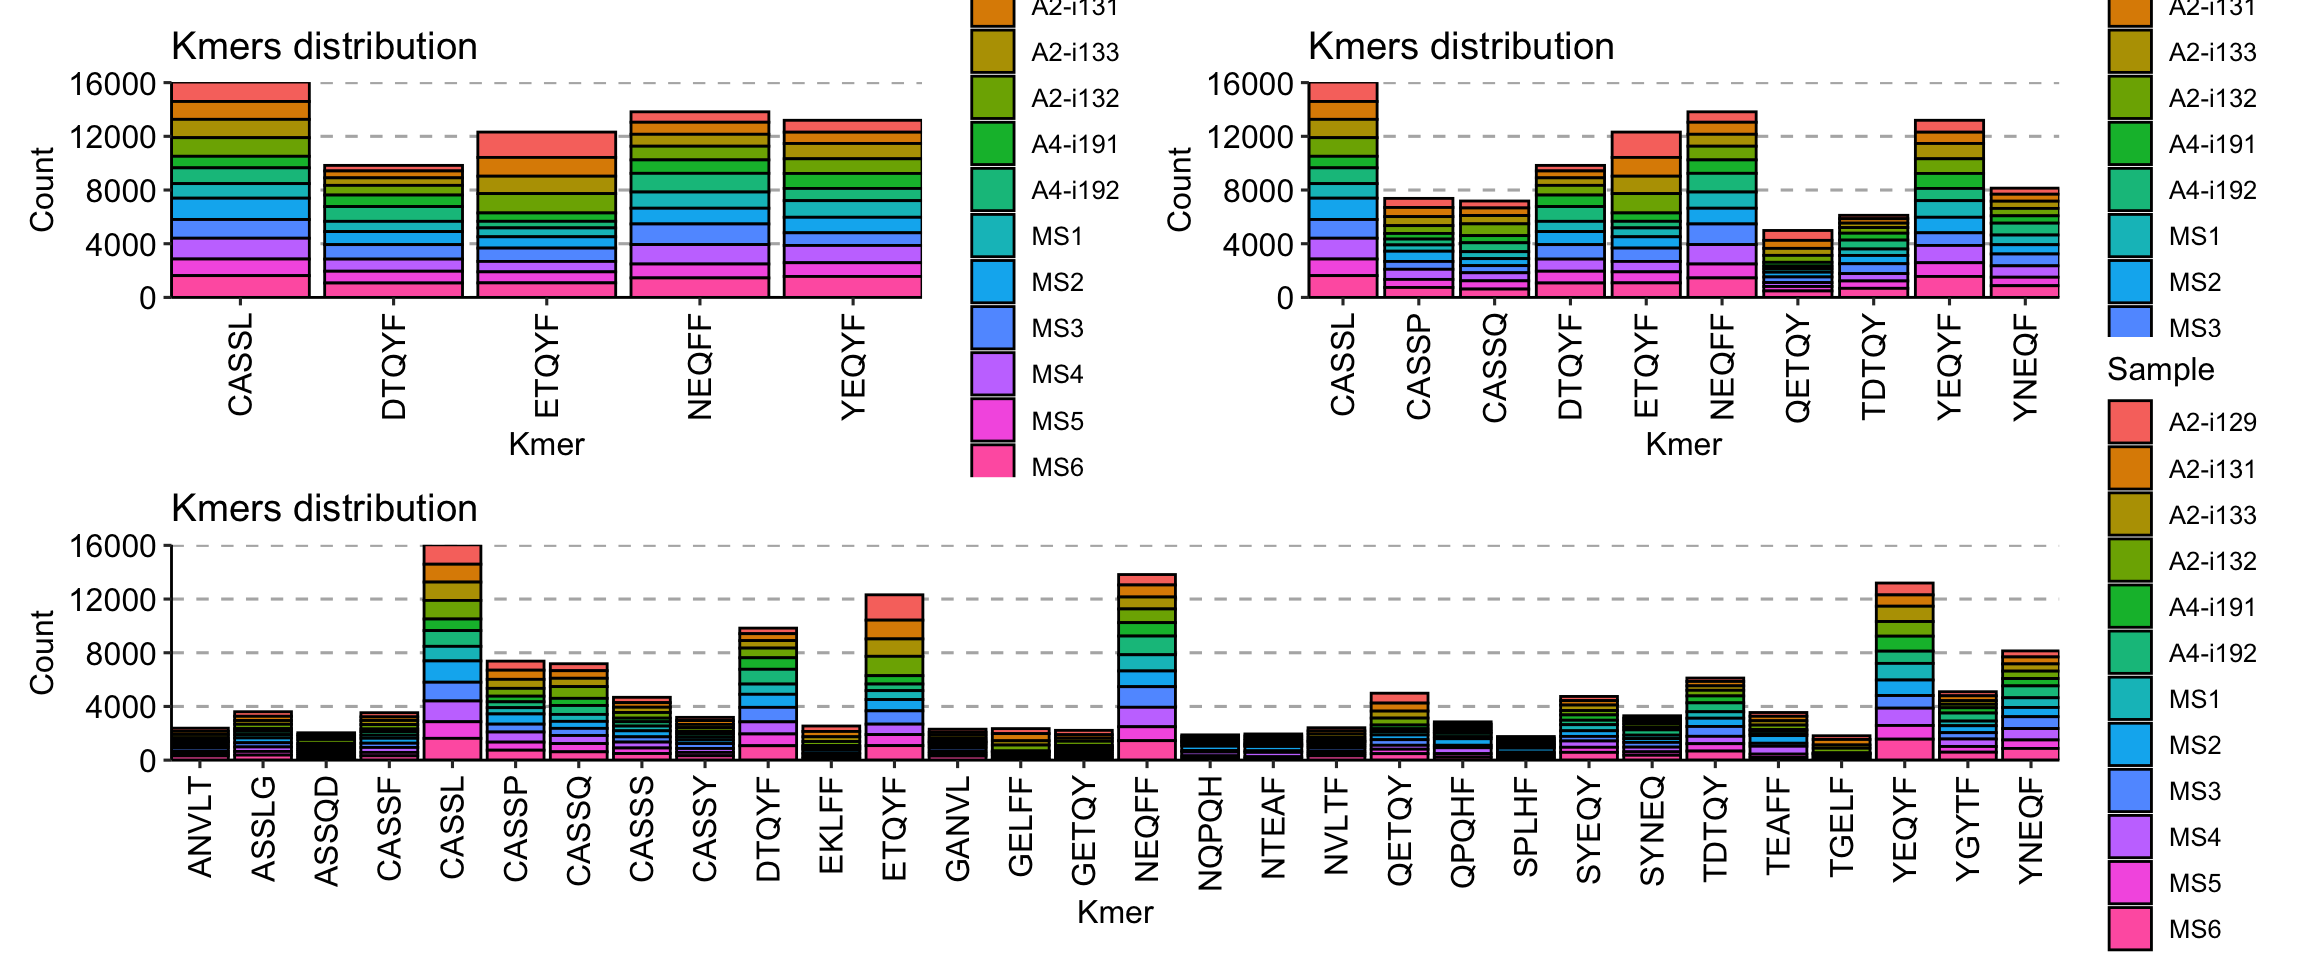 Kmers distribution
16000
12000
8000
4000
0
Count
CASSL
DTQYF
ETQYF
NEQFF
YEQYF
Kmer
A2-i131
A2-i133
A2-i132
A4-i191
A4-i192
MS1
MS2
MS3
MS4
MS5
MS6
Kmers distribution
16000
12000
8000
4000
0
Count
CASSL
CASSP
CASSQ
DTQYF
ETQYF
NEQFF
QETQY
TDTQY
YEQYF
YNEQF
Kmer
A2-i131
A2-i133
A2-i132
A4-i191
A4-i192
MS1
MS2
MS3
Kmers distribution
16000
12000
8000
4000
0
Count
ANVLT
ASSLG
ASSQD
CASSF
CASSL
CASSP
CASSQ
CASSS
CASSY
DTQYF
EKLFF
ETQYF
GANVL
GELFF
GETQY
NEQFF
NQPQH
NTEAF
NVLTF
QETQY
QPQHF
SPLHF
SYEQY
SYNEQ
TDTQY
TEAFF
TGELF
YEQYF
YGYTF
YNEQF
Kmer
Sample
A2-i129
A2-i131
A2-i133
A2-i132
A4-i191
A4-i192
MS1
MS2
MS3
MS4
MS5
MS6